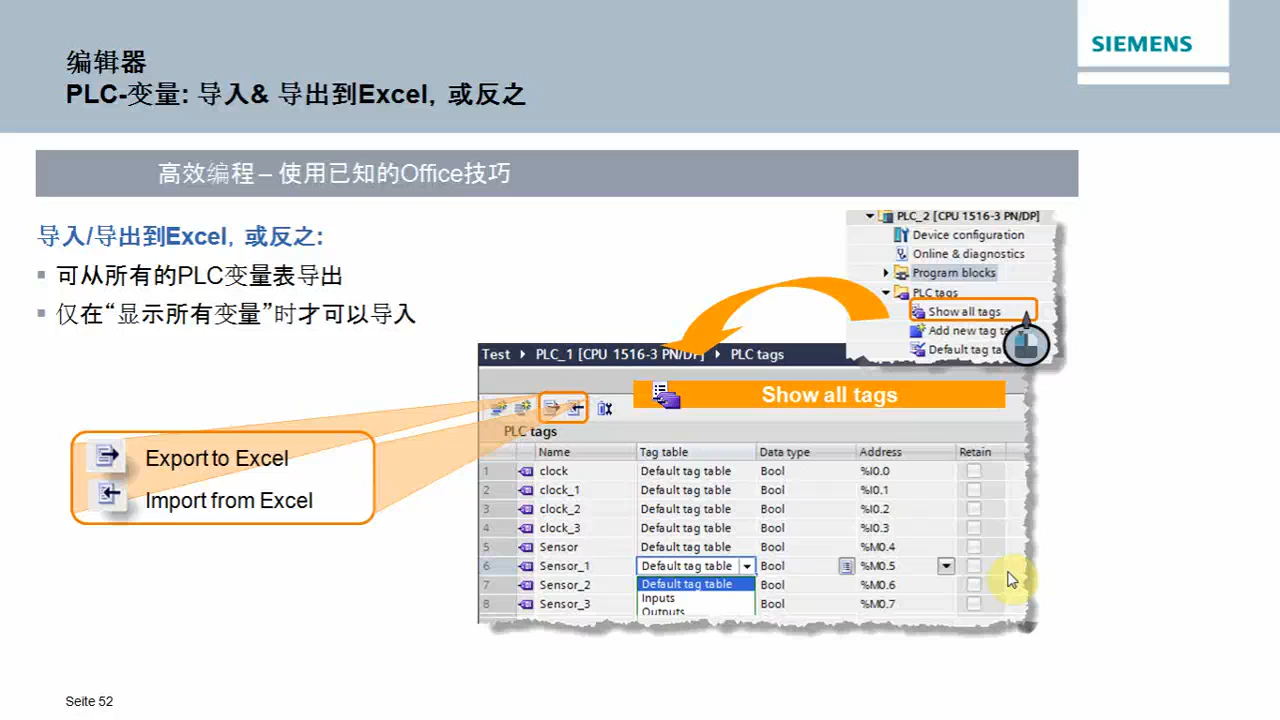 SIEMENS
编辑器
PLC-变量: 导入& 导出到Excel, 或反之
高效编程 – 使用已知的Office技巧
导入/导出到Excel, 或反之:
▪ 可从所有的PLC变量表导出
▪ 仅在“显示所有变量”时才可以导入
PLC_2 [CPU 1516-3 PN/DP]
Device configuration
Online & diagnostics
Program blocks
PLC tags
Show all tags
Add new tag
Default tag
Test PLC_1 [CPU 1516-3 PN/DP] PLC tags
Show all tags
PLC tags
Name Tag table Data type Address Retain
1 clock Default tag table Bool %I0.0
2 clock_1 Default tag table Bool %I0.1
3 clock_2 Default tag table Bool %I0.2
4 clock_3 Default tag table Bool %I0.3
5 Sensor Default tag table Bool %M0.4
6 Sensor_1 Default tag table Bool %M0.5
7 Sensor_2 Default tag table Bool %M0.6
8 Sensor_3 Inputs Bool %M0.7
Outputs
Export to Excel
Import from Excel
Seite 52